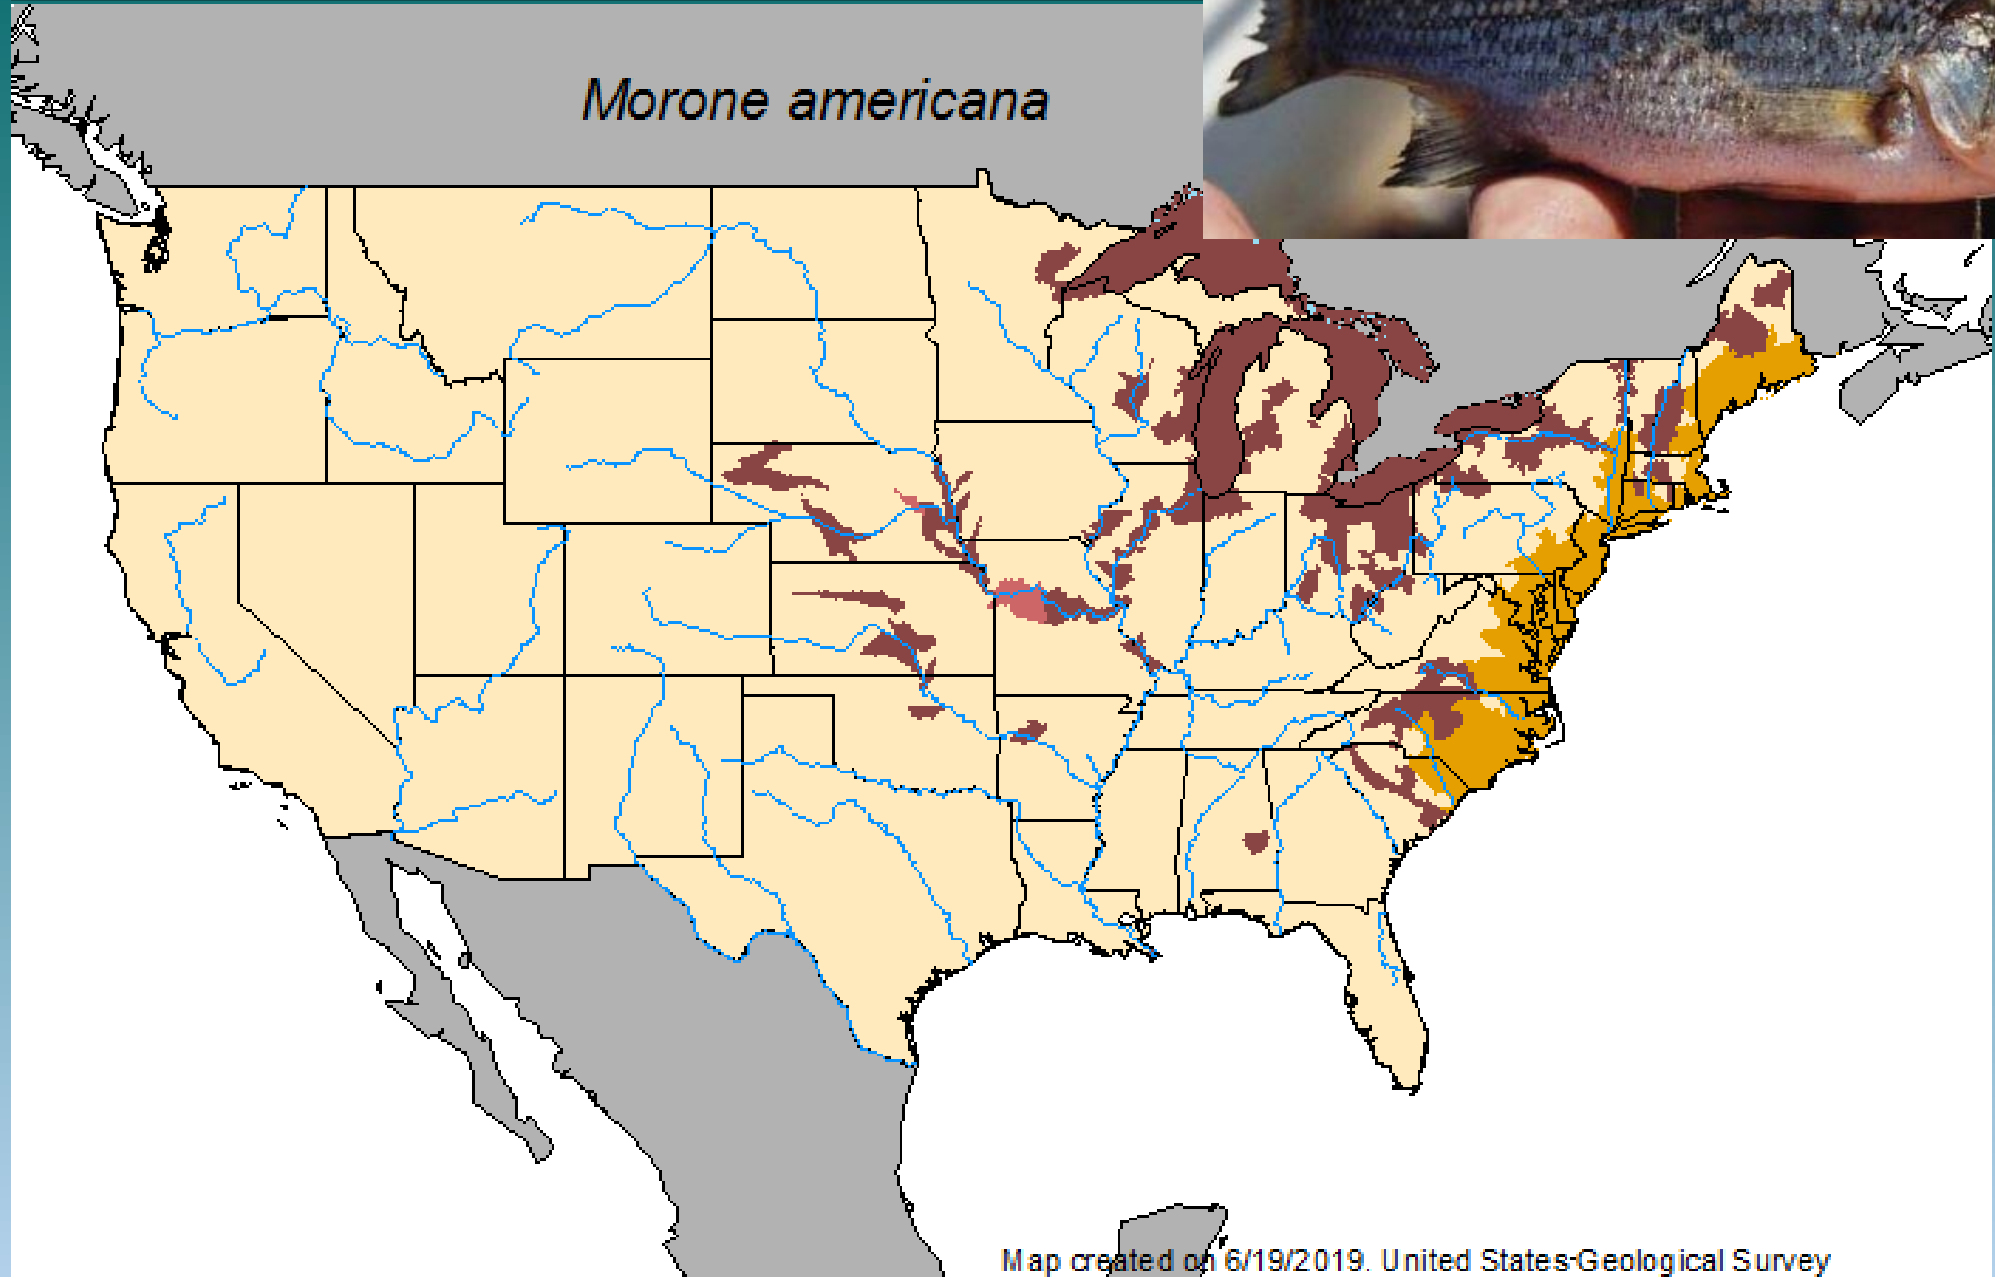 Morone americana
Map created on 6/19/2019. United States Geological Survey